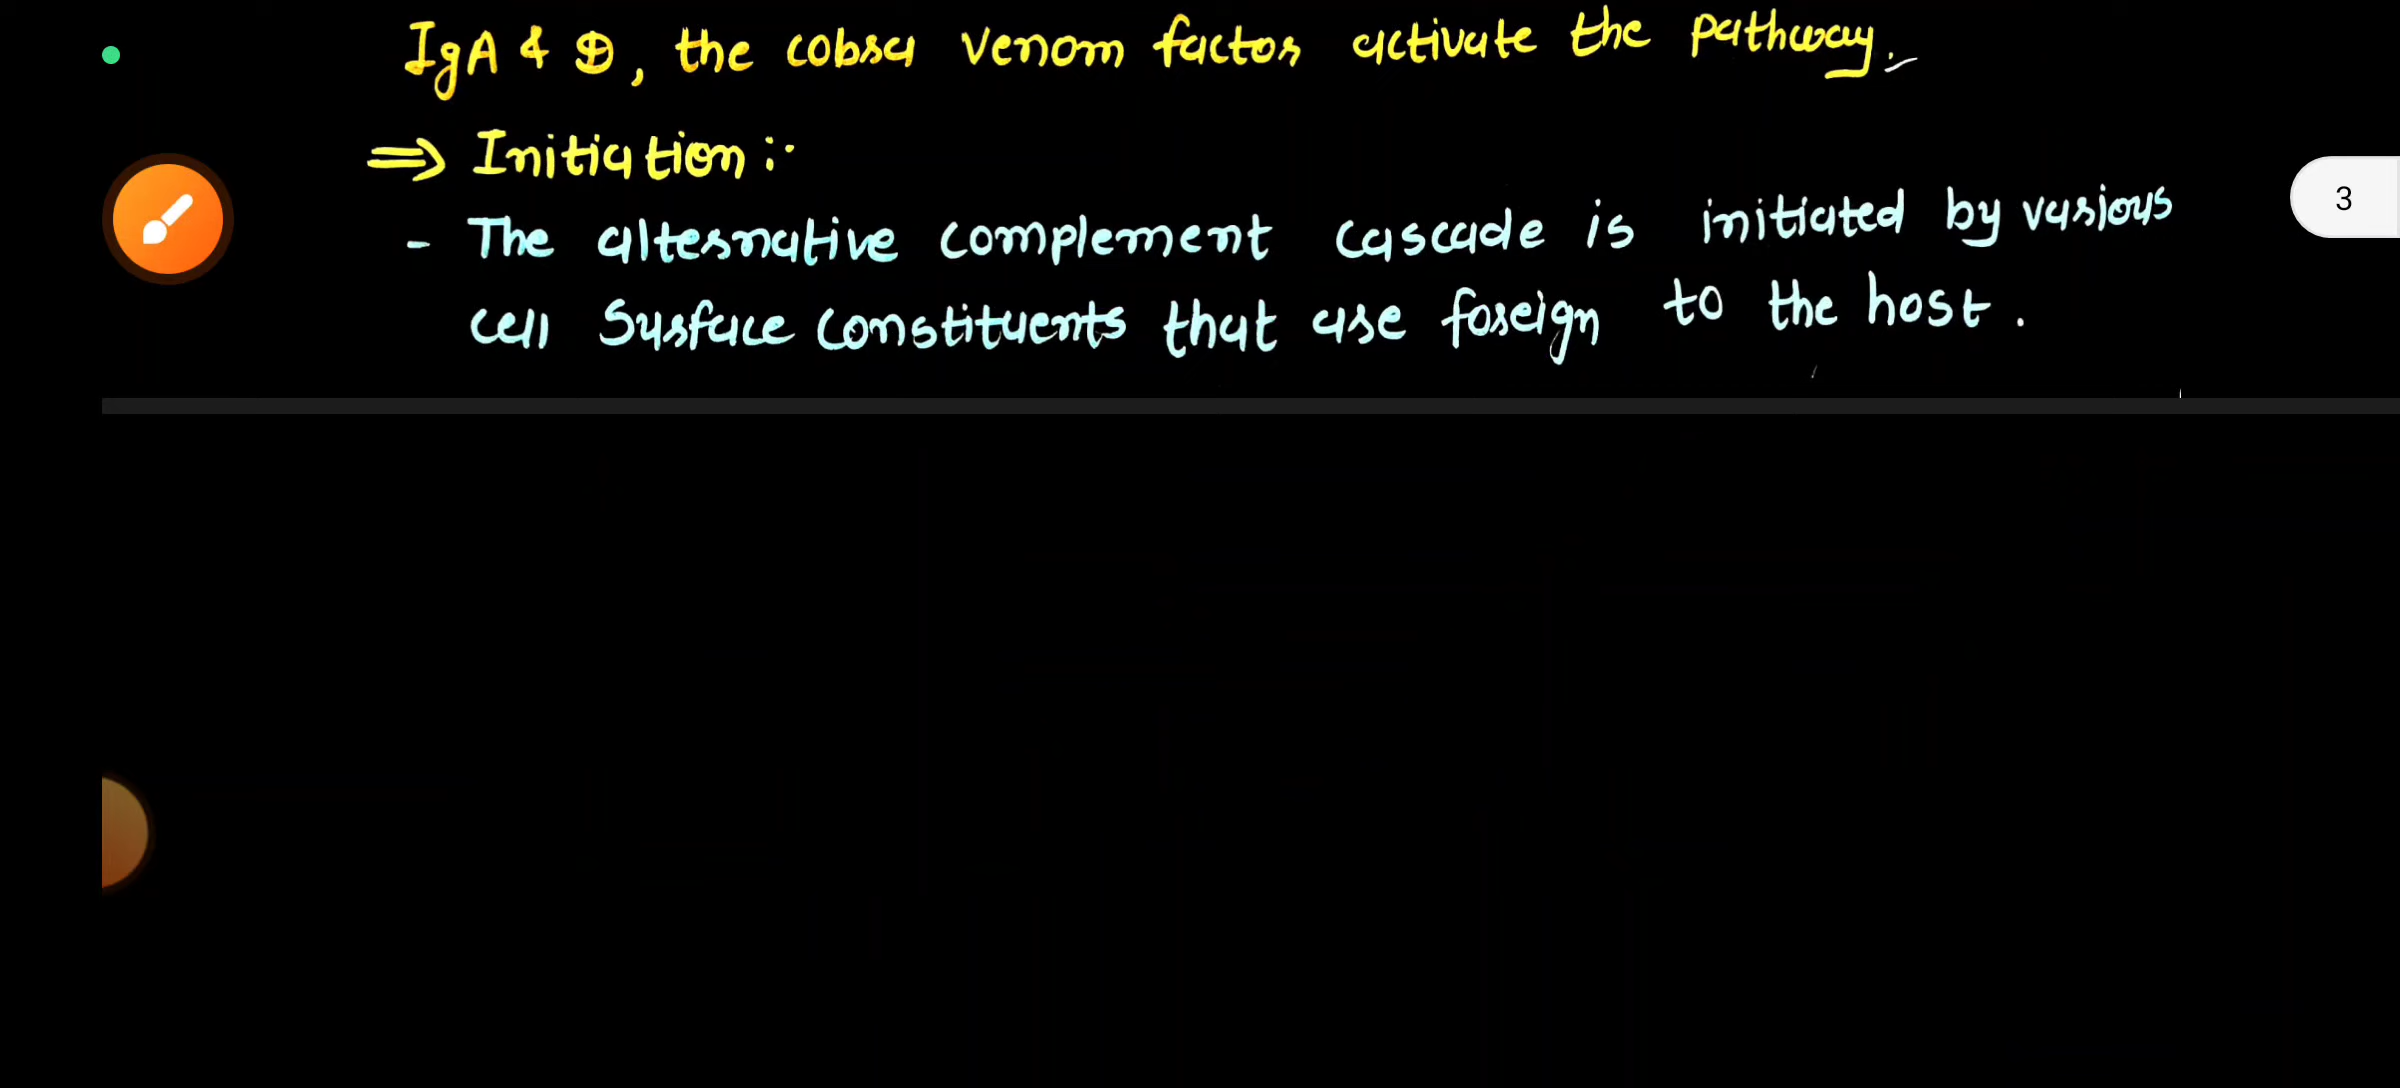 IgA & D, the cobra venom factor activate the pathway.
⇒ Initiation :-
3
- The alternative complement cascade is initiated by various
cell surface constituents that are foreign to the host.